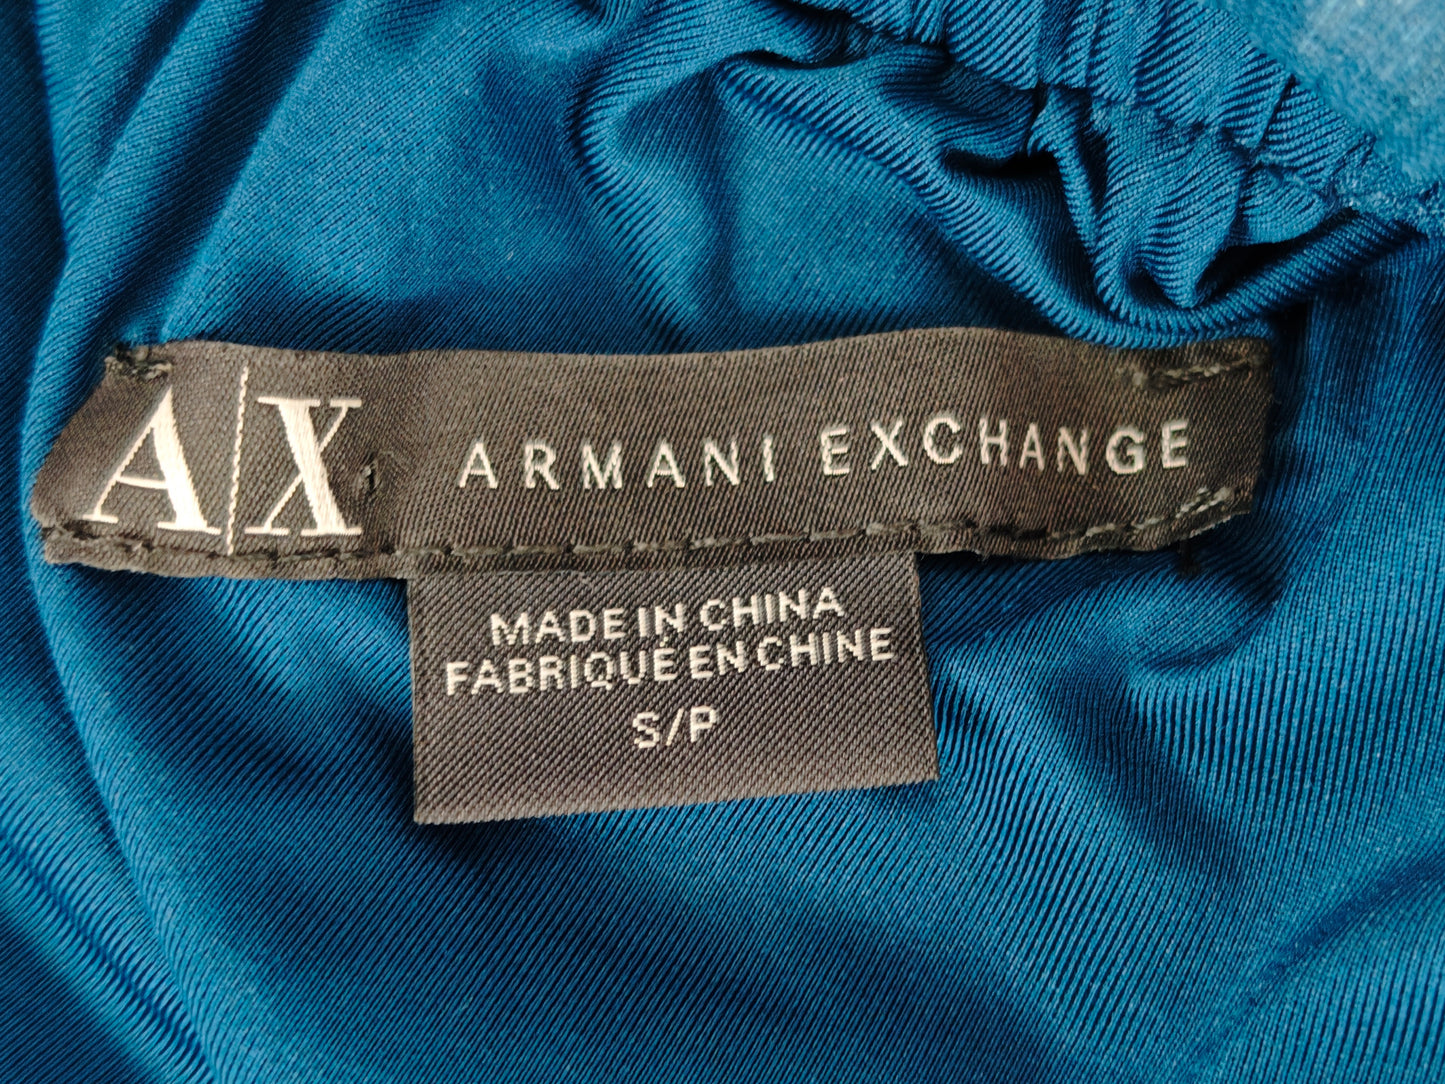 A|X ARMANI EXCHANGE
MADE IN CHINA
FABRIQUÉ EN CHINE
S/P